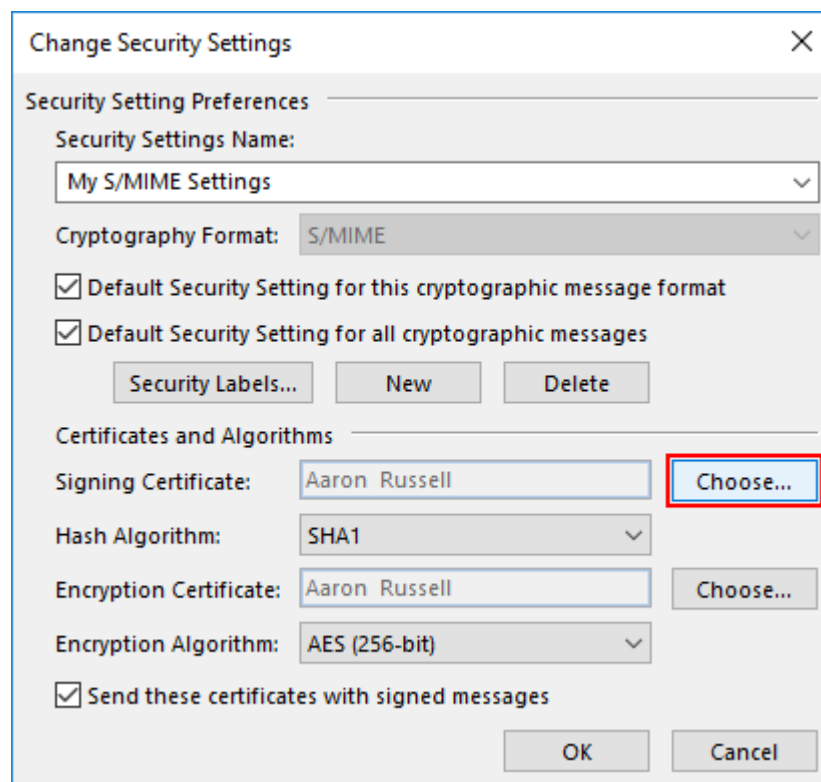 Change Security Settings
Security Setting Preferences
Security Settings Name:
My S/MIME Settings
Cryptography Format: S/MIME
Default Security Setting for this cryptographic message format
Default Security Setting for all cryptographic messages
Security Labels... New Delete
Certificates and Algorithms
Signing Certificate: Aaron Russell Choose...
Hash Algorithm: SHA1
Encryption Certificate: Aaron Russell Choose...
Encryption Algorithm: AES (256-bit)
Send these certificates with signed messages
OK Cancel